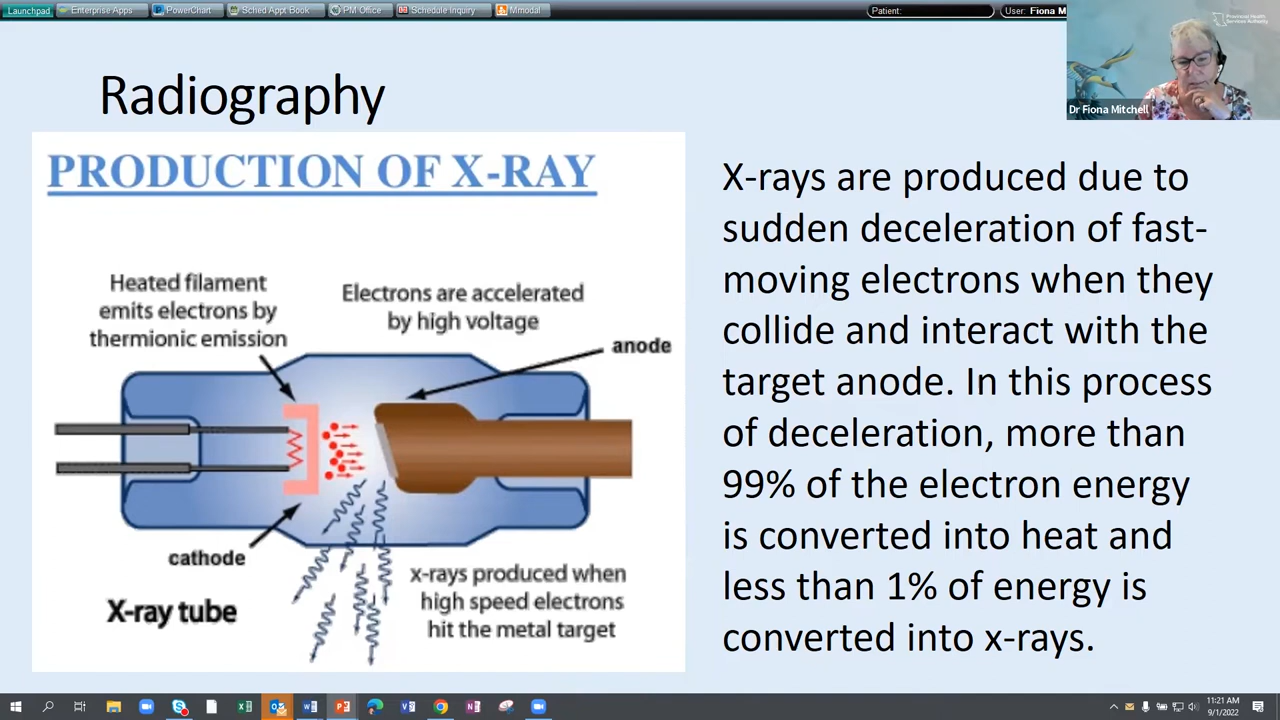 Launchpad Enterprise Apps PowerChart Sched Appt Book PM Office Schedule Inquiry Mmodal Patient: User: Fiona M
Provincial Health
Services Authority
Dr Fiona Mitchell
Radiography
PRODUCTION OF X-RAY
Heated filament
emits electrons by
thermionic emission
Electrons are accelerated
by high voltage
anode
cathode
X-ray tube
x-rays produced when
high speed electrons
hit the metal target
X-rays are produced due to
sudden deceleration of fast-
moving electrons when they
collide and interact with the
target anode. In this process
of deceleration, more than
99% of the electron energy
is converted into heat and
less than 1% of energy is
converted into x-rays.
11:21 AM
9/1/2022